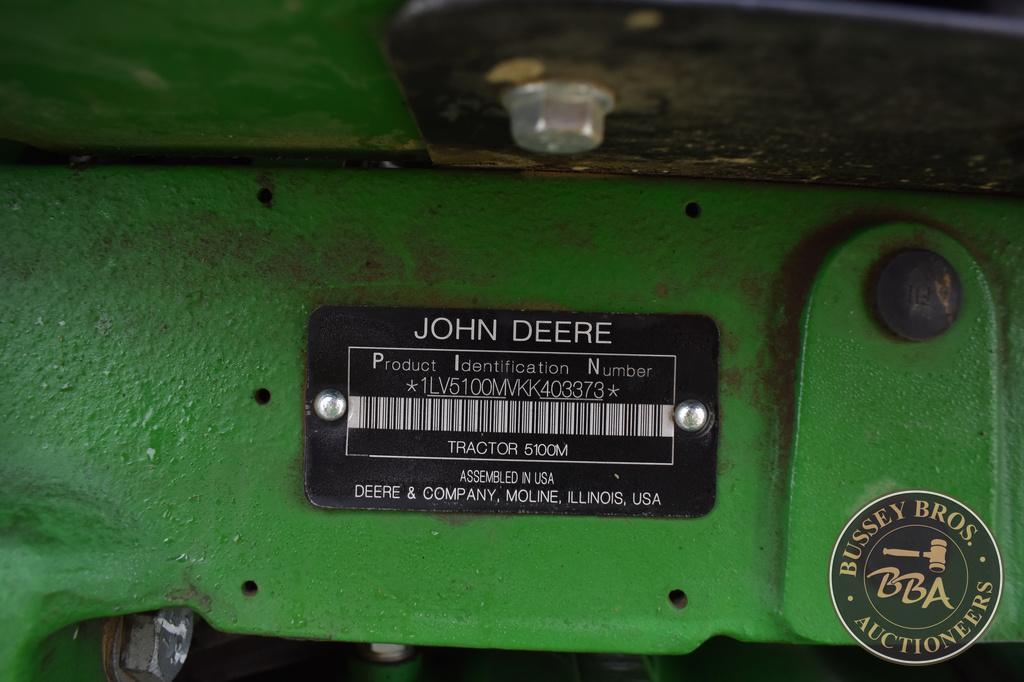 JOHN DEERE
Product Identification Number
*1LV5100MVKK403373*
TRACTOR 5100M
ASSEMBLED IN USA
DEERE & COMPANY, MOLINE, ILLINOIS, USA
BUSSEY BROS.
BBA
AUCTIONEERS